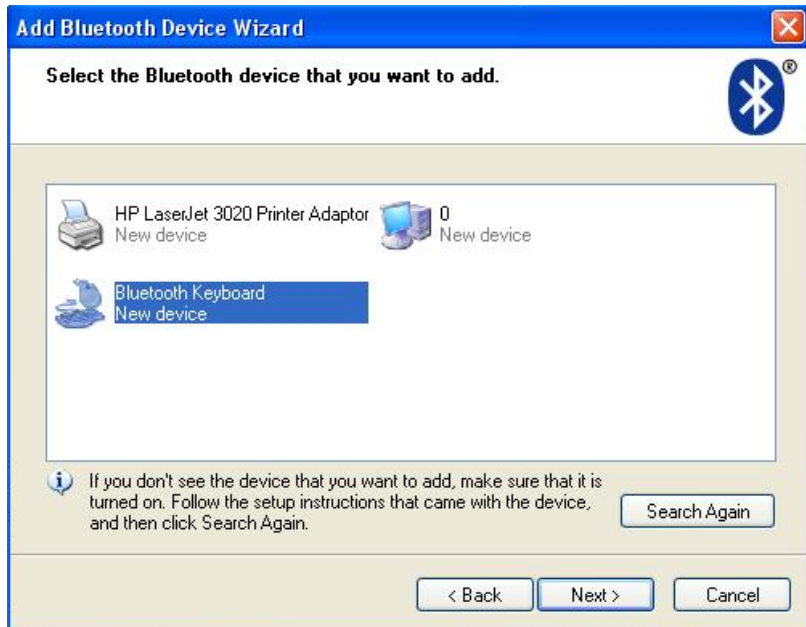 Add Bluetooth Device Wizard
Select the Bluetooth device that you want to add.
®
HP LaserJet 3020 Printer Adaptor
New device
0
New device
Bluetooth Keyboard
New device
If you don't see the device that you want to add, make sure that it is
turned on. Follow the setup instructions that came with the device,
and then click Search Again.
Search Again
< Back
Next >
Cancel